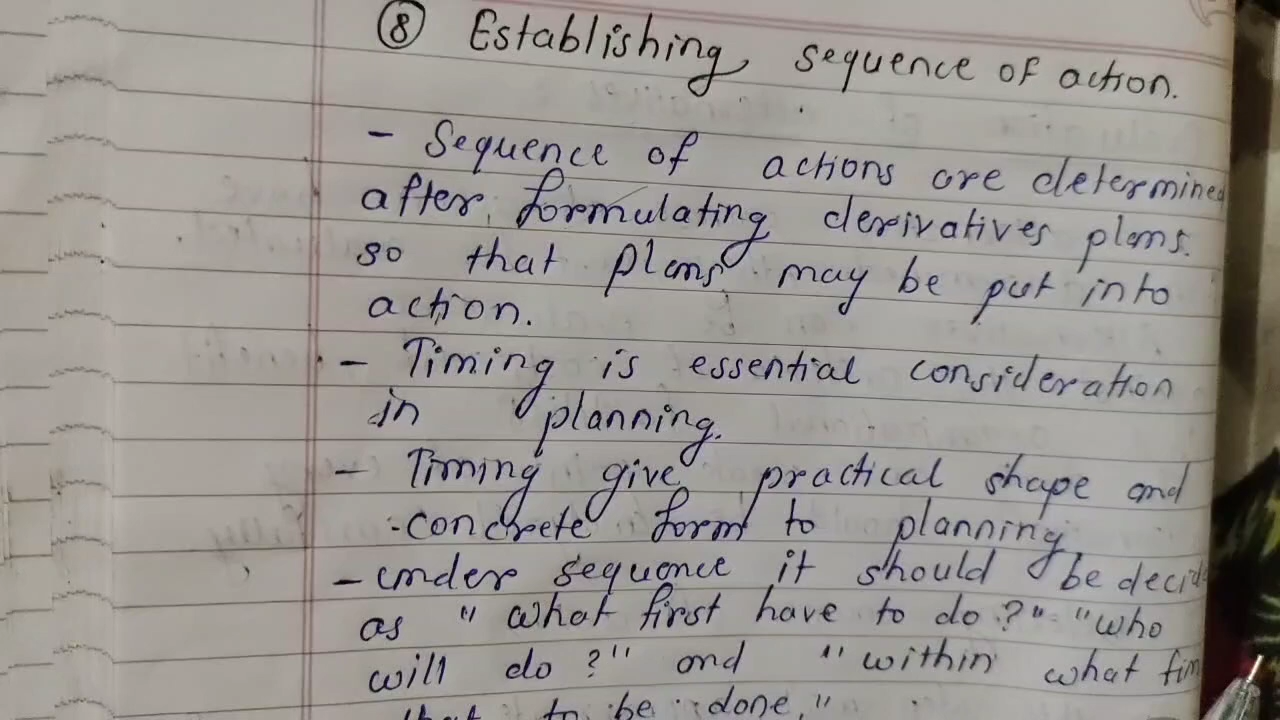 ⑧ Establishing sequence of action.
- Sequence of actions are determined
after formulating derivatives plans.
so that plans may be put into
action.
- Timing is essential consideration
in planning.
- Timing give practical shape and
concrete form to planning
- under sequence it should be decid
as "what first have to do?" "who
will do?" and "within what tim
that to be done."